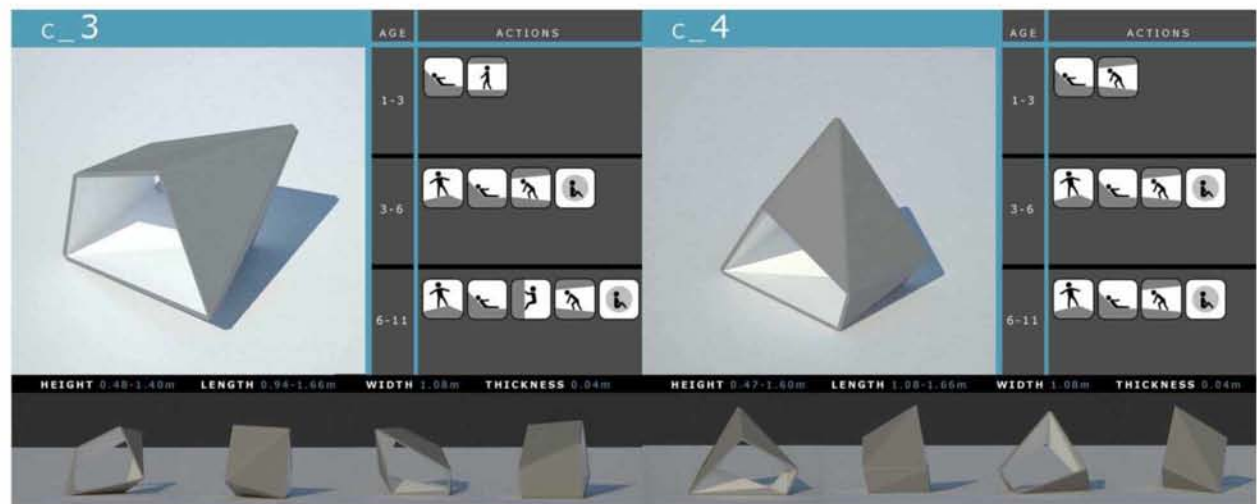 c_3
AGE ACTIONS
1-3
3-6
6-11
HEIGHT 0.48-1.40m LENGTH 0.94-1.66m WIDTH 1.08m THICKNESS 0.04m
c_4
AGE ACTIONS
1-3
3-6
6-11
HEIGHT 0.47-1.60m LENGTH 1.08-1.66m WIDTH 1.08m THICKNESS 0.04m